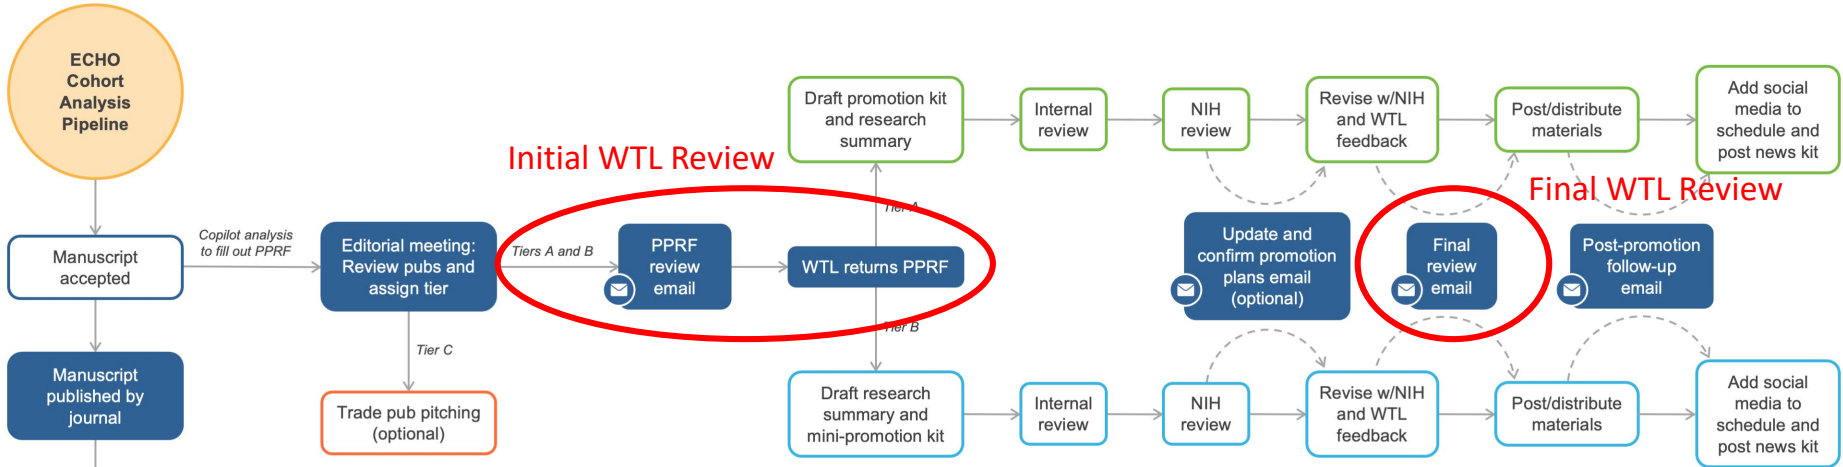 ECHO
Cohort
Analysis
Pipeline
Manuscript
accepted
Manuscript
published by
journal
Copilot analysis
to fill out PPRF
Editorial meeting:
Review pubs and
assign tier
Tier C
Trade pub pitching
(optional)
Initial WTL Review
Tiers A and B
PPRF
review
email
WTL returns PPRF
Tier A
Tier B
Draft promotion kit
and research
summary
Internal
review
NIH
review
Revise w/NIH
and WTL
feedback
Post/distribute
materials
Add social
media to
schedule and
post news kit
Final WTL Review
Update and
confirm promotion
plans email
(optional)
Final
review
email
Post-promotion
follow-up
email
Draft research
summary and
mini-promotion kit
Internal
review
NIH
review
Revise w/NIH
and WTL
feedback
Post/distribute
materials
Add social
media to
schedule and
post news kit